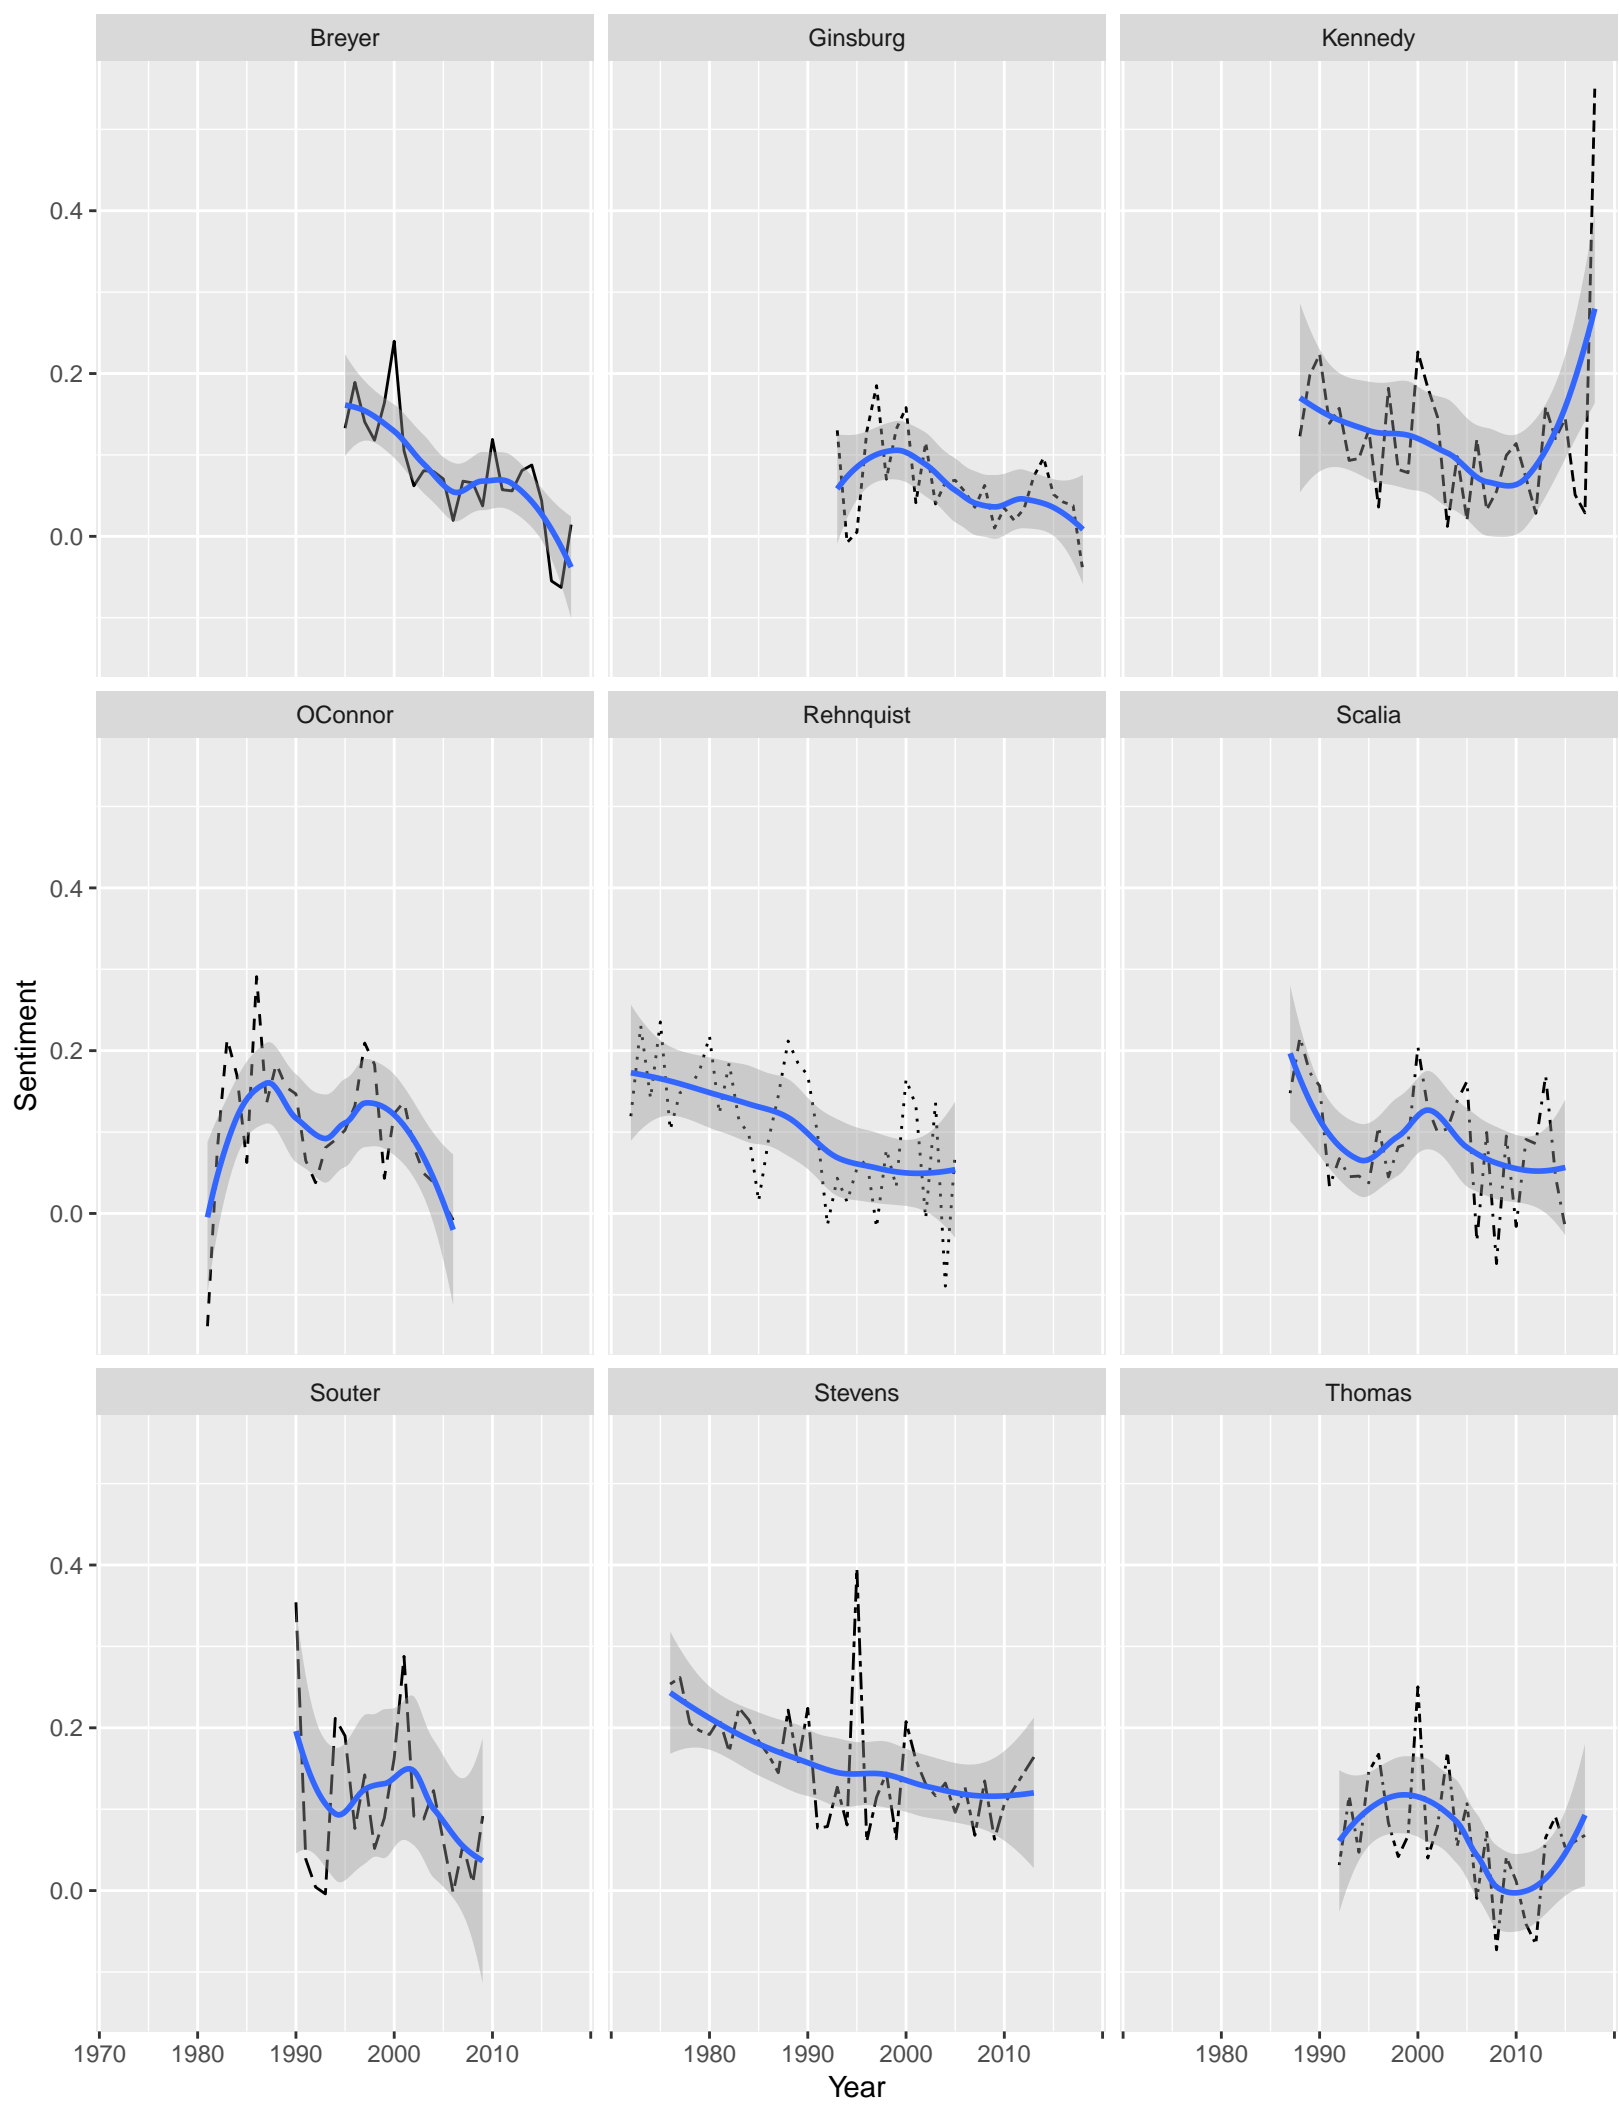 Breyer Ginsburg Kennedy
0.4
0.2
0.0
OConnor Rehnquist Scalia
0.4
0.2
0.0
Sentiment
Souter Stevens Thomas
0.4
0.2
0.0
1970 1980 1990 2000 2010 1980 1990 2000 2010 1980 1990 2000 2010
Year